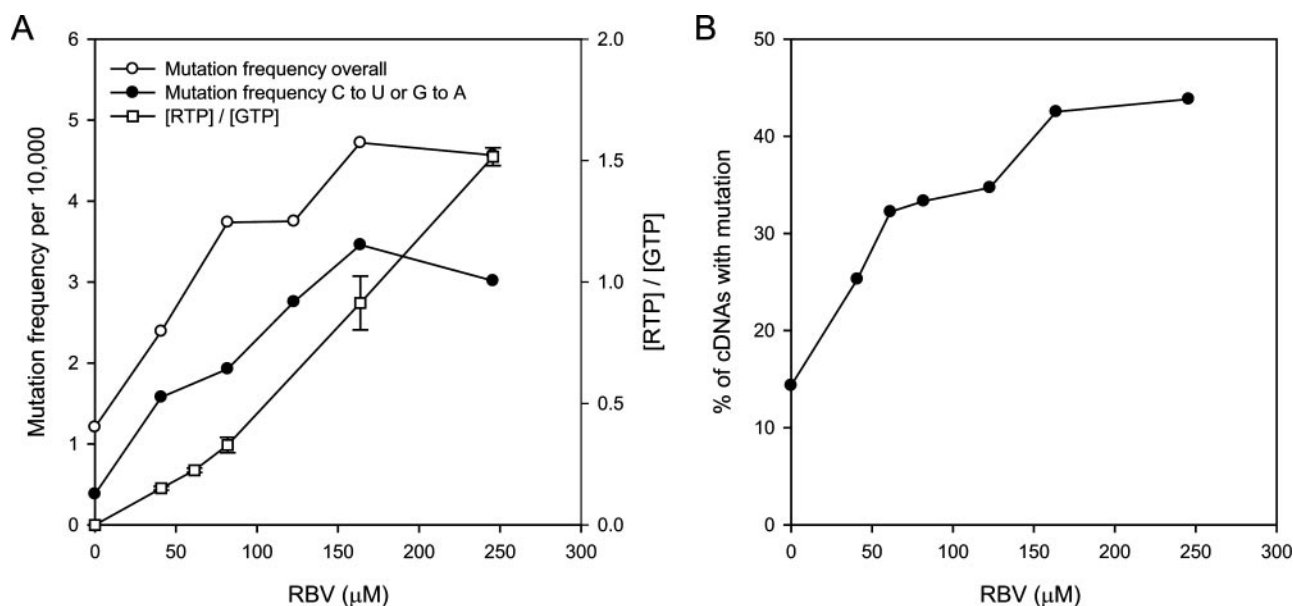 A
Mutation frequency per 10,000
6
5
4
3
2
1
0
Mutation frequency overall
Mutation frequency C to U or G to A
[RTP] / [GTP]
2.0
1.5
1.0
0.5
0.0
[RTP] / [GTP]
0 50 100 150 200 250 300
RBV (μM)
B
% of cDNAs with mutation
50
40
30
20
10
0
0 50 100 150 200 250 300
RBV (μM)